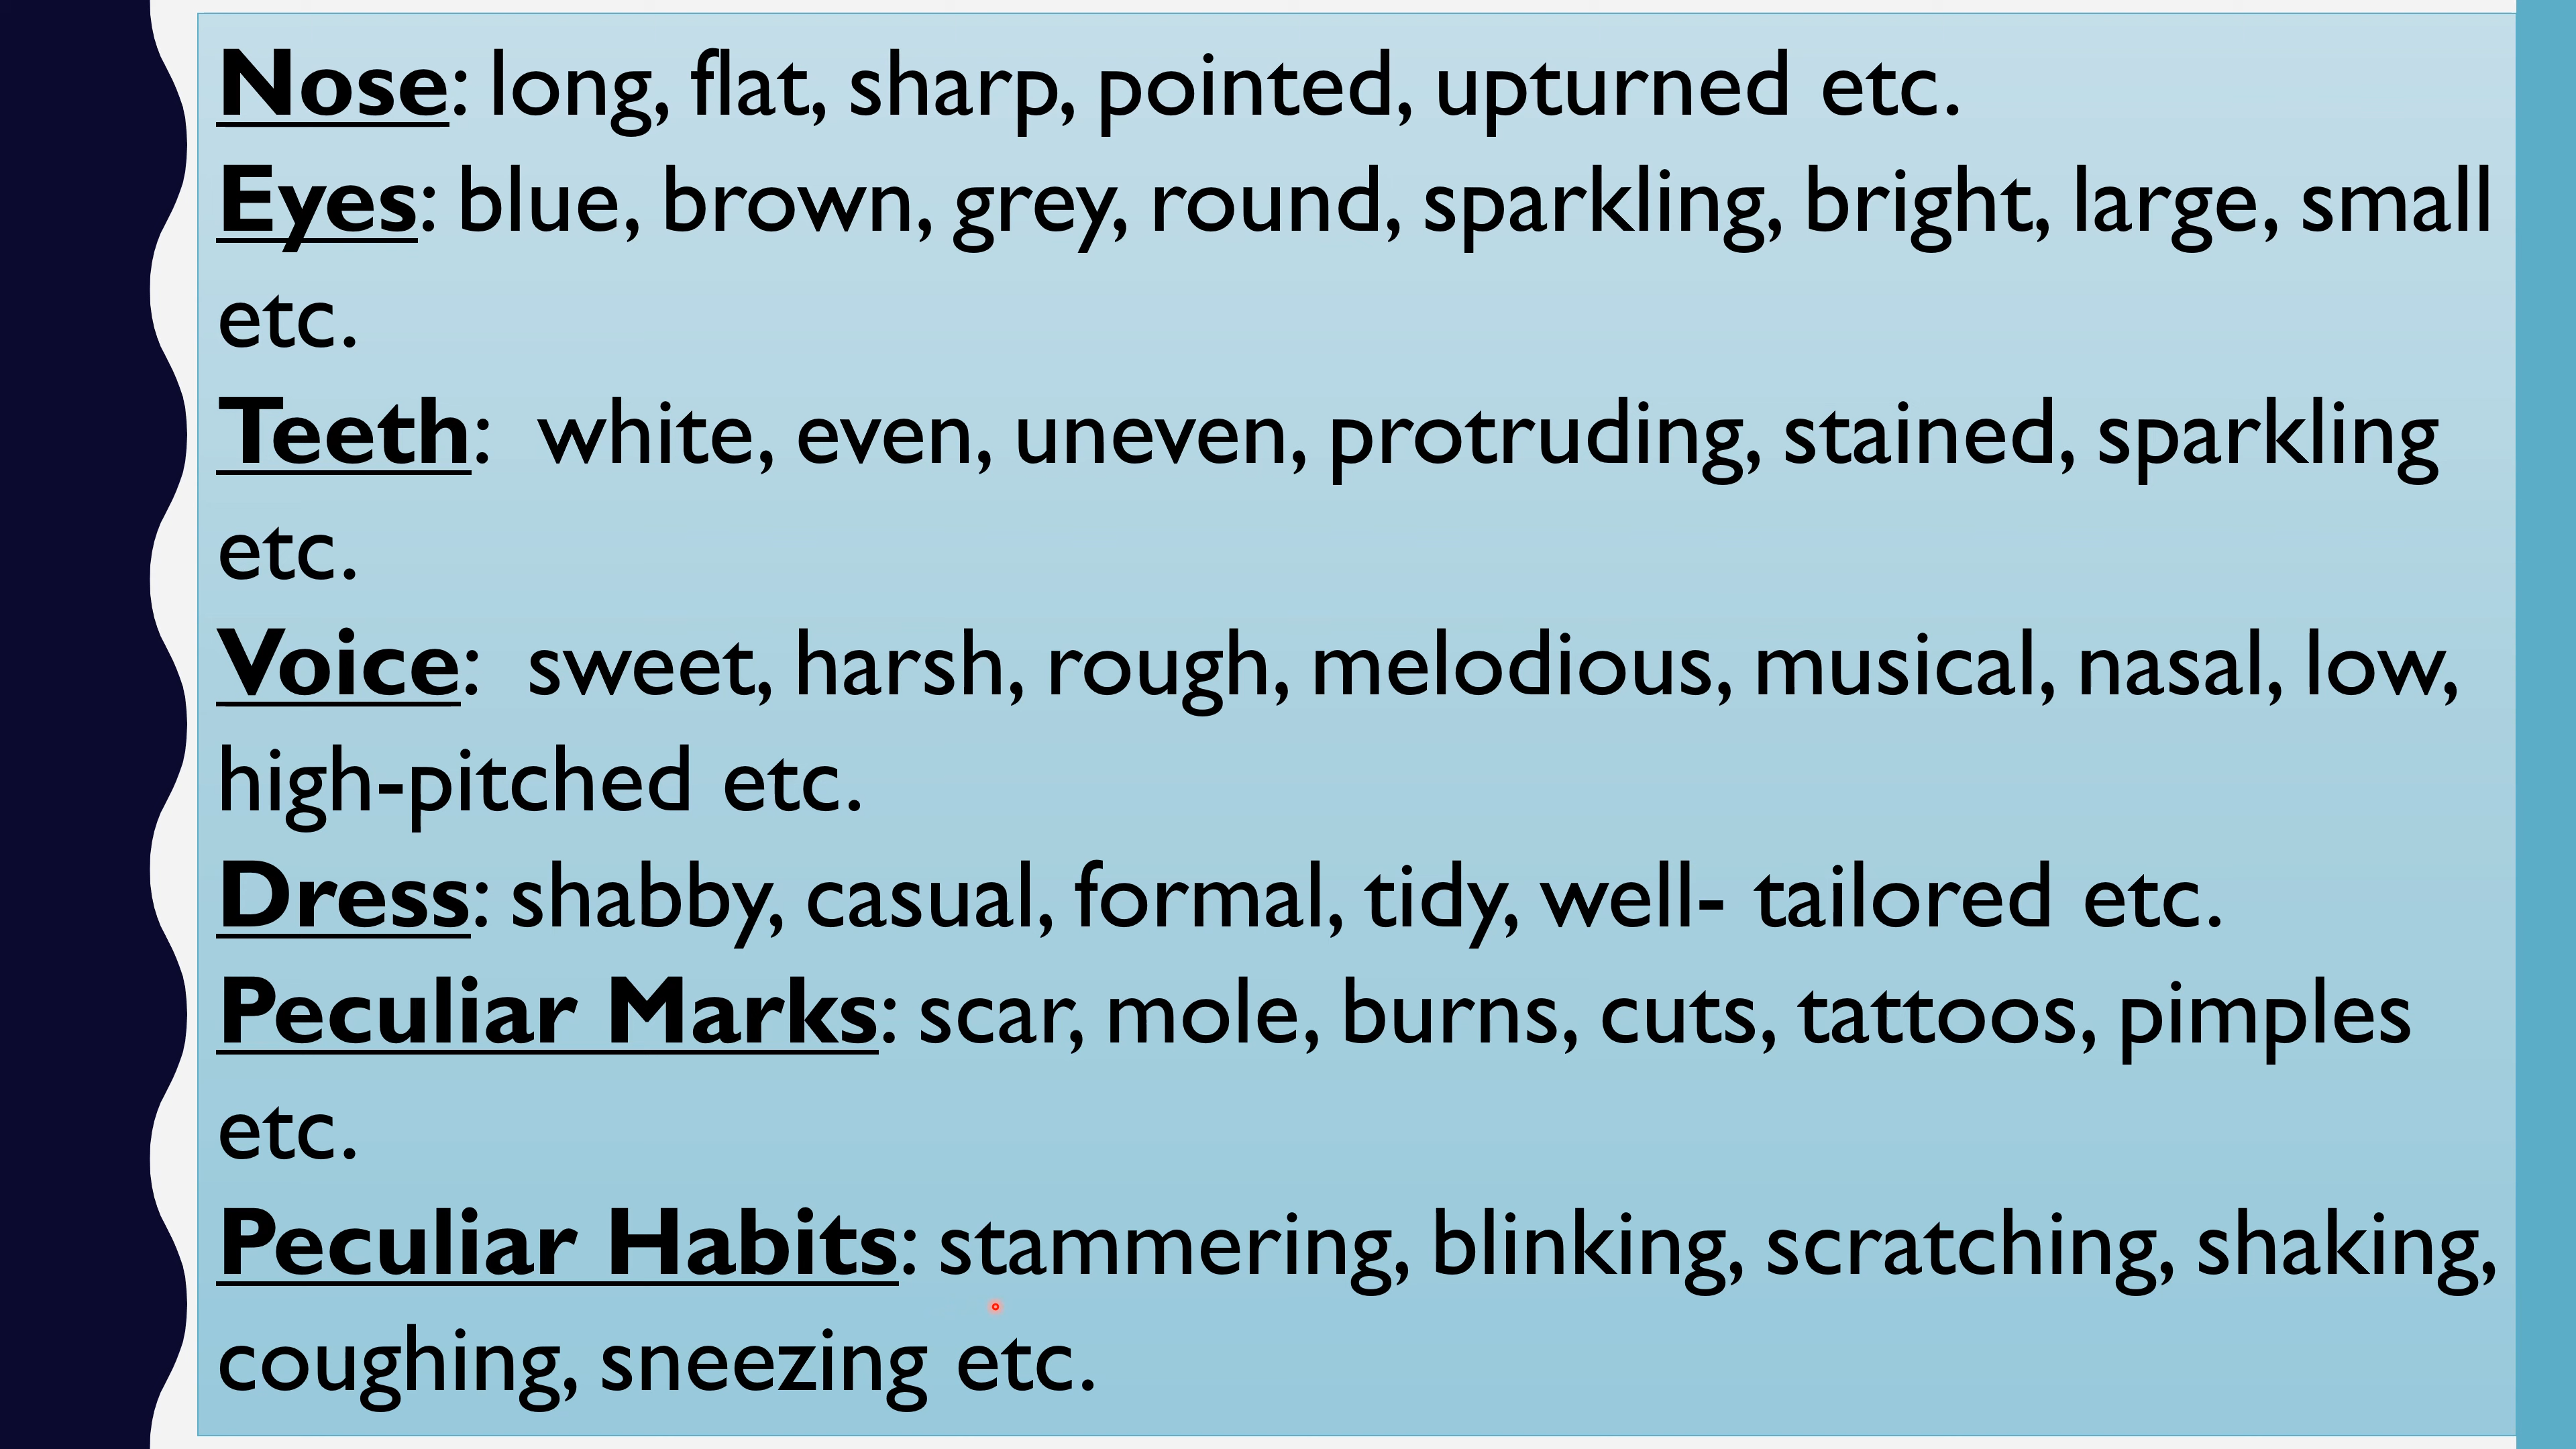 Nose: long, flat, sharp, pointed, upturned etc.
Eyes: blue, brown, grey, round, sparkling, bright, large, small
etc.
Teeth:  white, even, uneven, protruding, stained, sparkling
etc.
Voice:  sweet, harsh, rough, melodious, musical, nasal, low,
high-pitched etc.
Dress: shabby, casual, formal, tidy, well- tailored etc.
Peculiar Marks: scar, mole, burns, cuts, tattoos, pimples
etc.
Peculiar Habits: stammering, blinking, scratching, shaking,
coughing, sneezing etc.